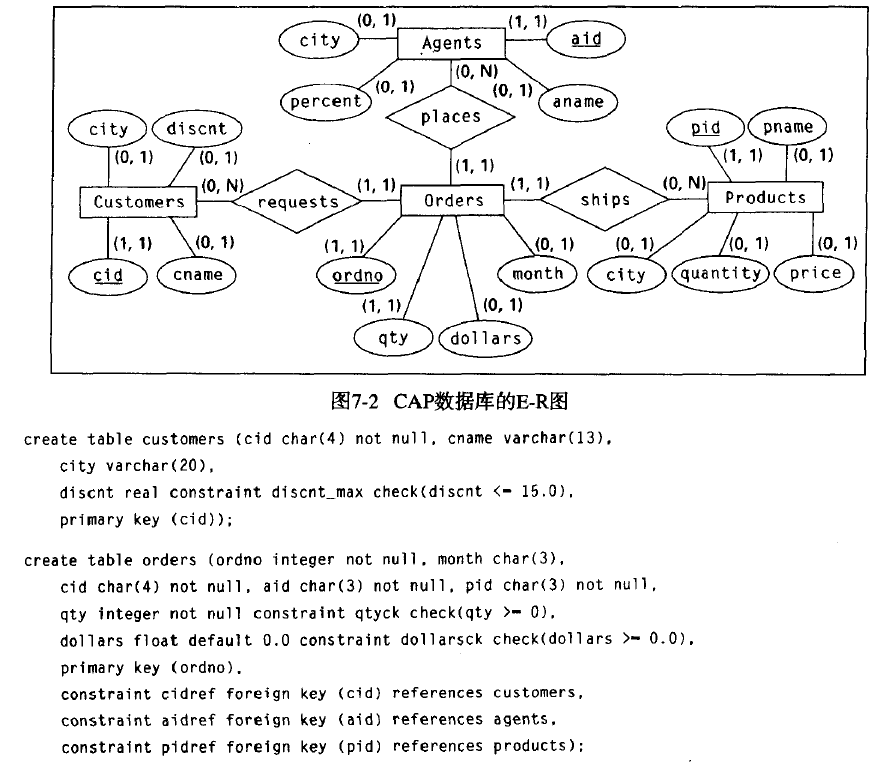 (0, 1) (1, 1)
city Agents aid
(0, 1) (0, N) (0, 1)
percent places aname
city discnt pid pname
(0, 1) (0, 1) (1, 1) (1, 1) (0, 1)
(0, N) (1, 1) (1, 1) (0, N)
Customers requests Orders ships Products
(1, 1) (0, 1) (1, 1) (0, 1) (0, 1) (0, 1) (0, 1)
cid cname ordno month city quantity price
(1, 1) (0, 1)
qty dollars
图7-2 CAP数据库的E-R图
create table customers (cid char(4) not null, cname varchar(13),
city varchar(20),
discnt real constraint discnt_max check(discnt <= 15.0),
primary key (cid));
create table orders (ordno integer not null, month char(3),
cid char(4) not null, aid char(3) not null, pid char(3) not null,
qty integer not null constraint qtyck check(qty >= 0),
dollars float default 0.0 constraint dollarsck check(dollars >= 0.0),
primary key (ordno),
constraint cidref foreign key (cid) references customers,
constraint aidref foreign key (aid) references agents,
constraint pidref foreign key (pid) references products);